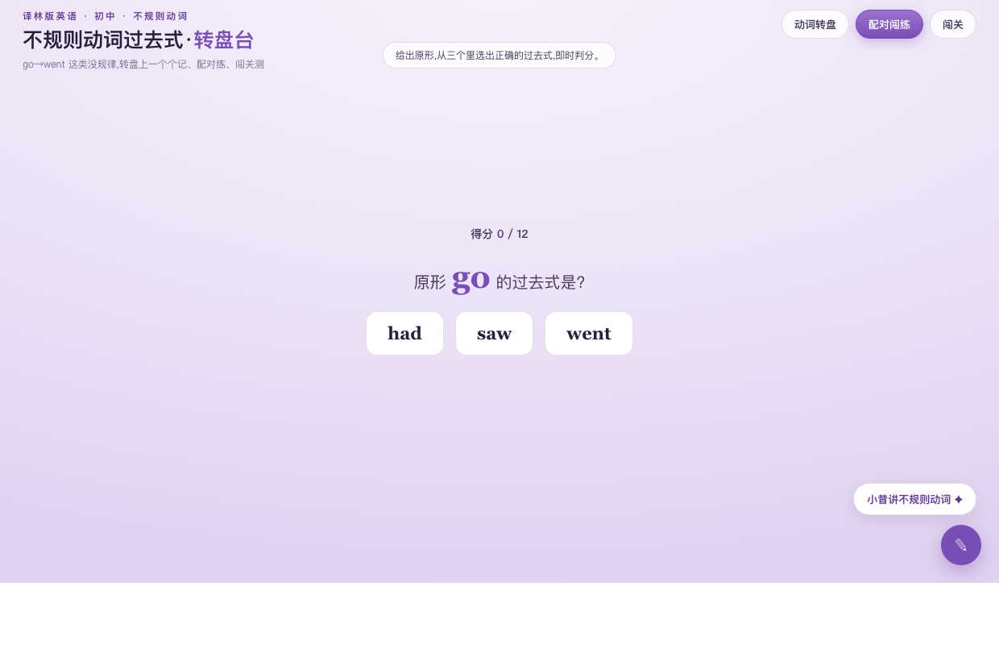 译林版英语 · 初中 · 不规则动词
不规则动词过去式·转盘台
go→went 这类没规律,转盘上一个个记、配对练、闯关测
给出原形,从三个里选出正确的过去式,即时判分。
动词转盘
配对闯练
闯关
得分 0 / 12
原形 go 的过去式是?
had
saw
went
小昔讲不规则动词 ✦